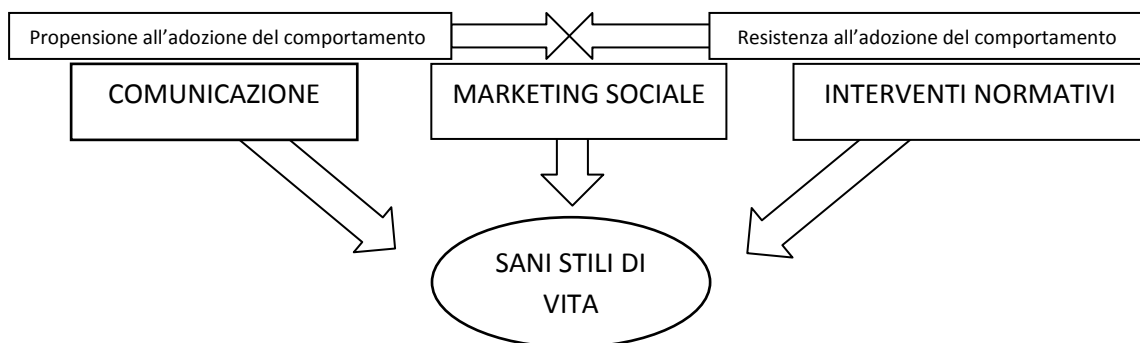 Propensione all’adozione del comportamento
Resistenza all’adozione del comportamento
COMUNICAZIONE
MARKETING SOCIALE
INTERVENTI NORMATIVI
SANI STILI DI
VITA